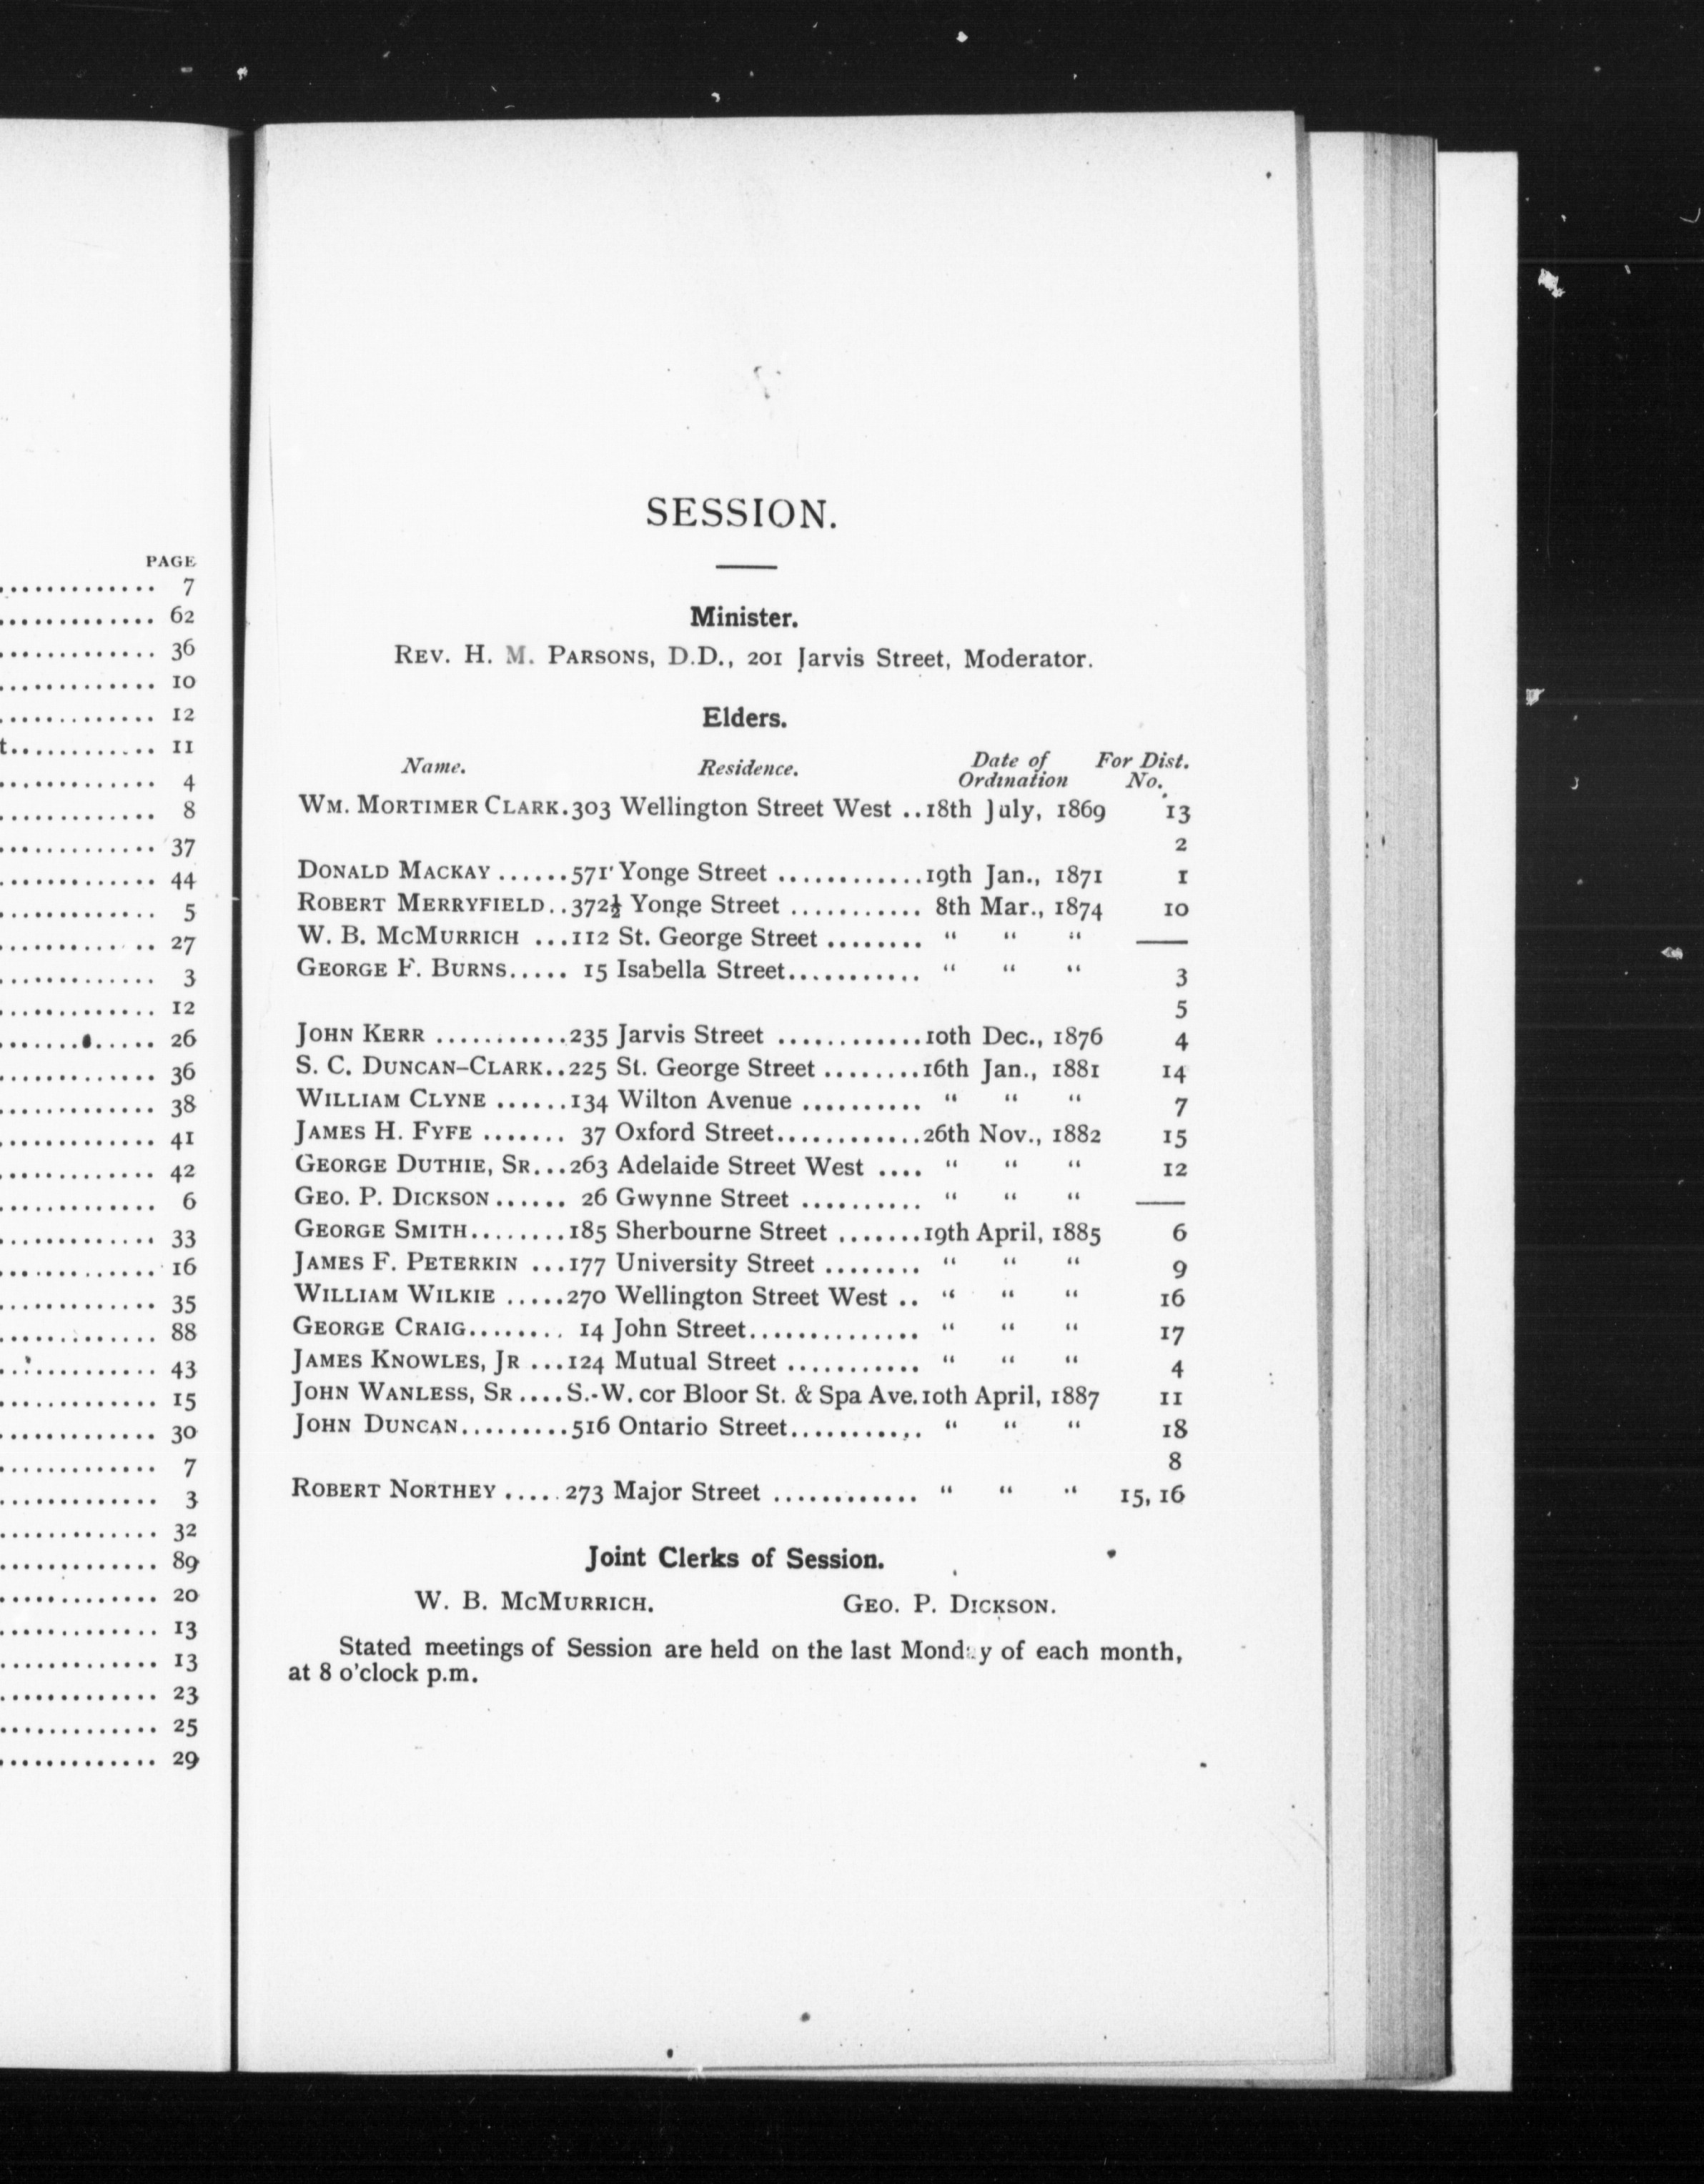 PAGE
............. 7
............. 62
............. 36
............. 10
............. 12
t............ 11
............. 4
............. 8
............. 37
............. 44
............. 5
............. 27
............. 3
............. 12
............. 26
............. 36
............. 38
............. 41
............. 42
............. 6
............. 33
............. 16
............. 35
............. 88
............. 43
............. 15
............. 30
............. 7
............. 3
............. 32
............. 89
............. 20
............. 13
............. 13
............. 23
............. 25
............. 29
SESSION.
Minister.
REV. H. M. PARSONS, D.D., 201 Jarvis Street, Moderator.
Elders.
Name. Residence. Date of Ordination For Dist. No.
WM. MORTIMER CLARK.303 Wellington Street West ..18th July, 1869 13
2
DONALD MACKAY ......571 Yonge Street ............19th Jan., 1871 1
ROBERT MERRYFIELD..372½ Yonge Street ........... 8th Mar., 1874 10
W. B. MCMURRICH ...112 St. George Street ........ " " " ——
GEORGE F. BURNS..... 15 Isabella Street........... " " " 3
5
JOHN KERR ...........235 Jarvis Street ............10th Dec., 1876 4
S. C. DUNCAN-CLARK..225 St. George Street ........16th Jan., 1881 14
WILLIAM CLYNE ......134 Wilton Avenue .......... " " " 7
JAMES H. FYFE ....... 37 Oxford Street............26th Nov., 1882 15
GEORGE DUTHIE, SR...263 Adelaide Street West .... " " " 12
GEO. P. DICKSON ...... 26 Gwynne Street .......... " " " ——
GEORGE SMITH........185 Sherbourne Street .......19th April, 1885 6
JAMES F. PETERKIN ...177 University Street ........ " " " 9
WILLIAM WILKIE .....270 Wellington Street West .. " " " 16
GEORGE CRAIG........ 14 John Street.............. " " " 17
JAMES KNOWLES, JR ...124 Mutual Street ........... " " " 4
JOHN WANLESS, SR ....S.-W. cor Bloor St. & Spa Ave.10th April, 1887 11
JOHN DUNCAN.........516 Ontario Street........... " " " 18
8
ROBERT NORTHEY ..... 273 Major Street ............ " " " 15, 16
Joint Clerks of Session.
W. B. MCMURRICH. GEO. P. DICKSON.
Stated meetings of Session are held on the last Monday of each month,
at 8 o'clock p.m.